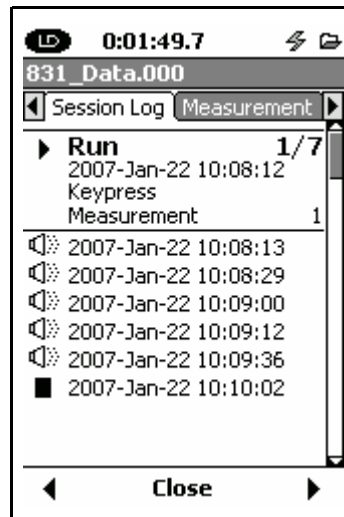 LD 0:01:49.7
831_Data.000
Session Log Measurement
Run 1/7
2007-Jan-22 10:08:12
Keypress
Measurement 1
2007-Jan-22 10:08:13
2007-Jan-22 10:08:29
2007-Jan-22 10:09:00
2007-Jan-22 10:09:12
2007-Jan-22 10:09:36
2007-Jan-22 10:10:02
Close